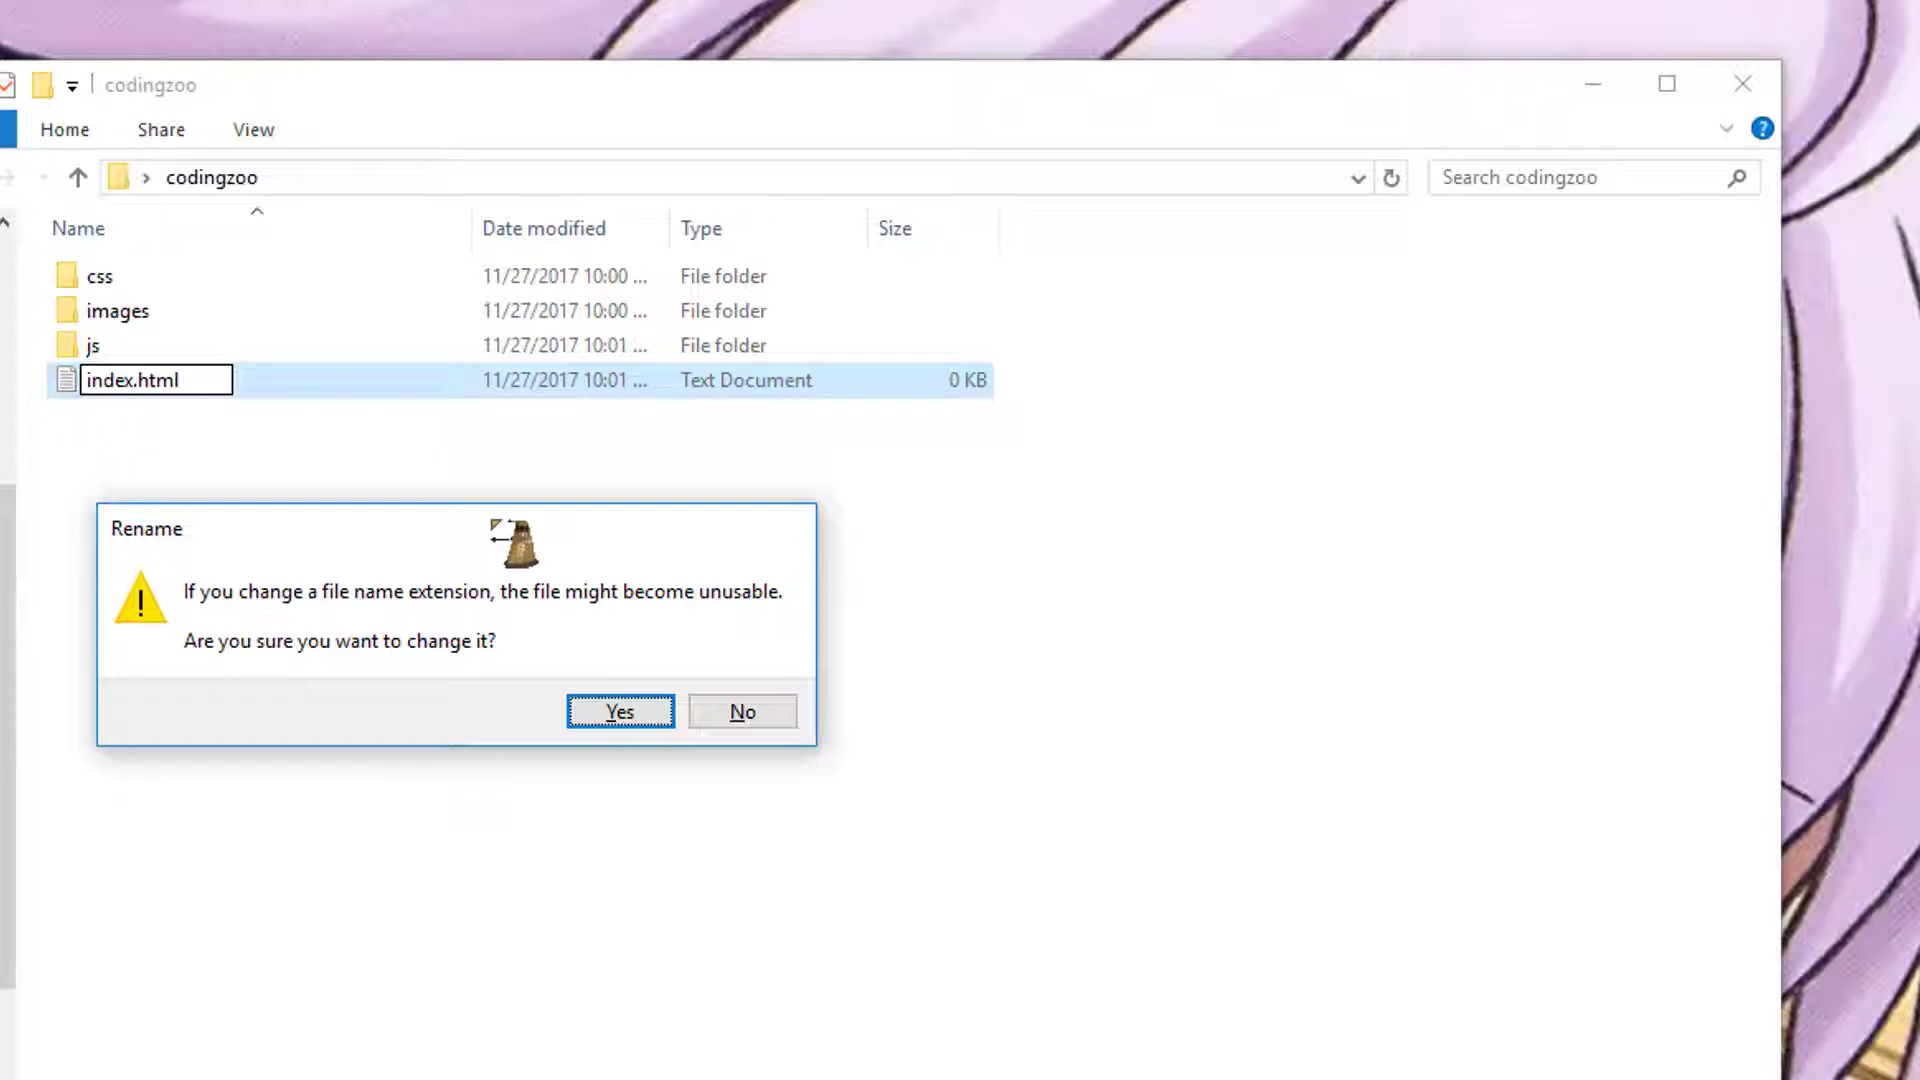 codingzoo
Home Share View
?
codingzoo Search codingzoo
Name Date modified Type Size
css 11/27/2017 10:00 ... File folder
images 11/27/2017 10:00 ... File folder
js 11/27/2017 10:01 ... File folder
index.html 11/27/2017 10:01 ... Text Document 0 KB
Rename
If you change a file name extension, the file might become unusable.
Are you sure you want to change it?
Yes No